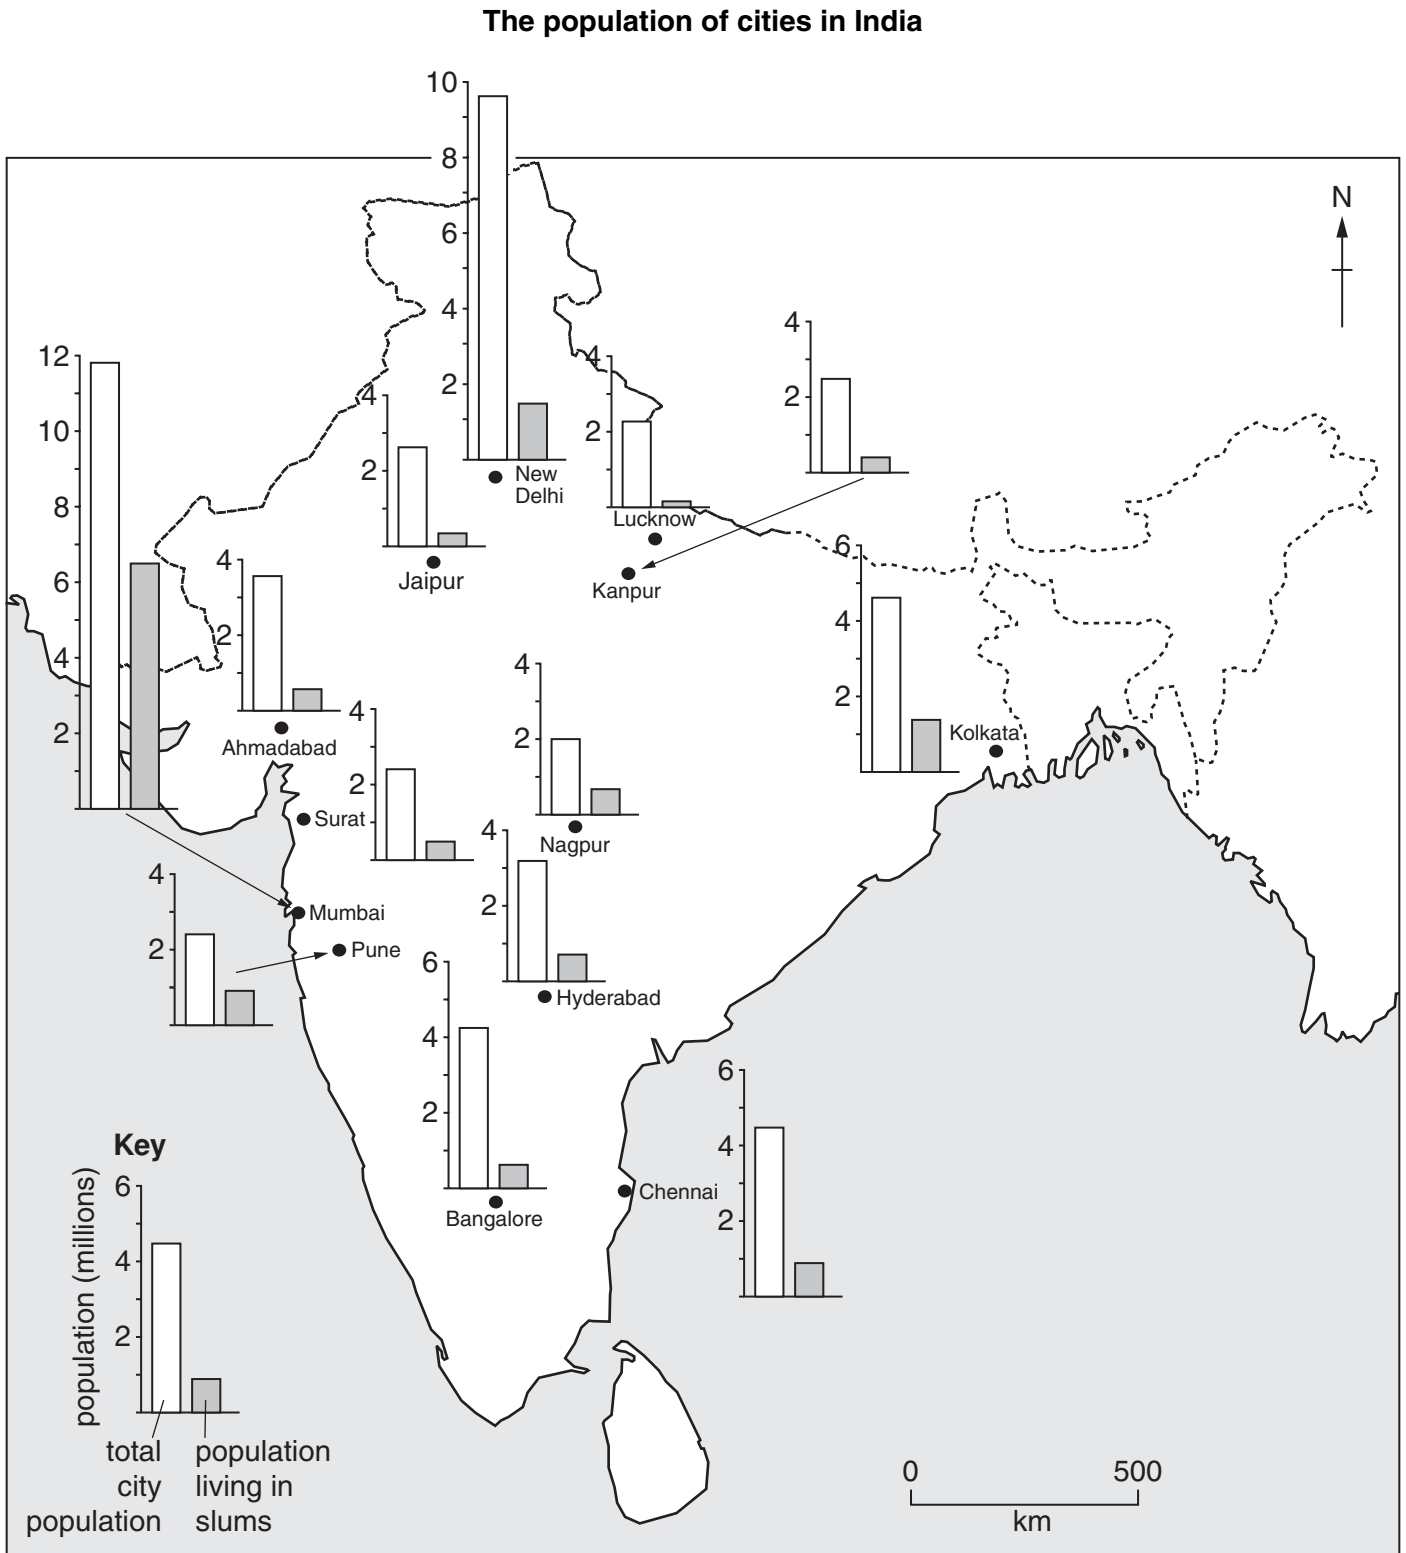 The population of cities in India
10
8
6
4
2
New
Delhi
N
4
2
Kanpur
4
2
Lucknow
4
2
Jaipur
12
10
8
6
4
2
Mumbai
4
2
Ahmadabad
4
2
Surat
4
2
Nagpur
6
4
2
Kolkata
4
2
Pune
4
2
Hyderabad
6
4
2
Bangalore
6
4
2
Chennai
Key
population (millions)
6
4
2
total
city
population
population
living in
slums
0
500
km